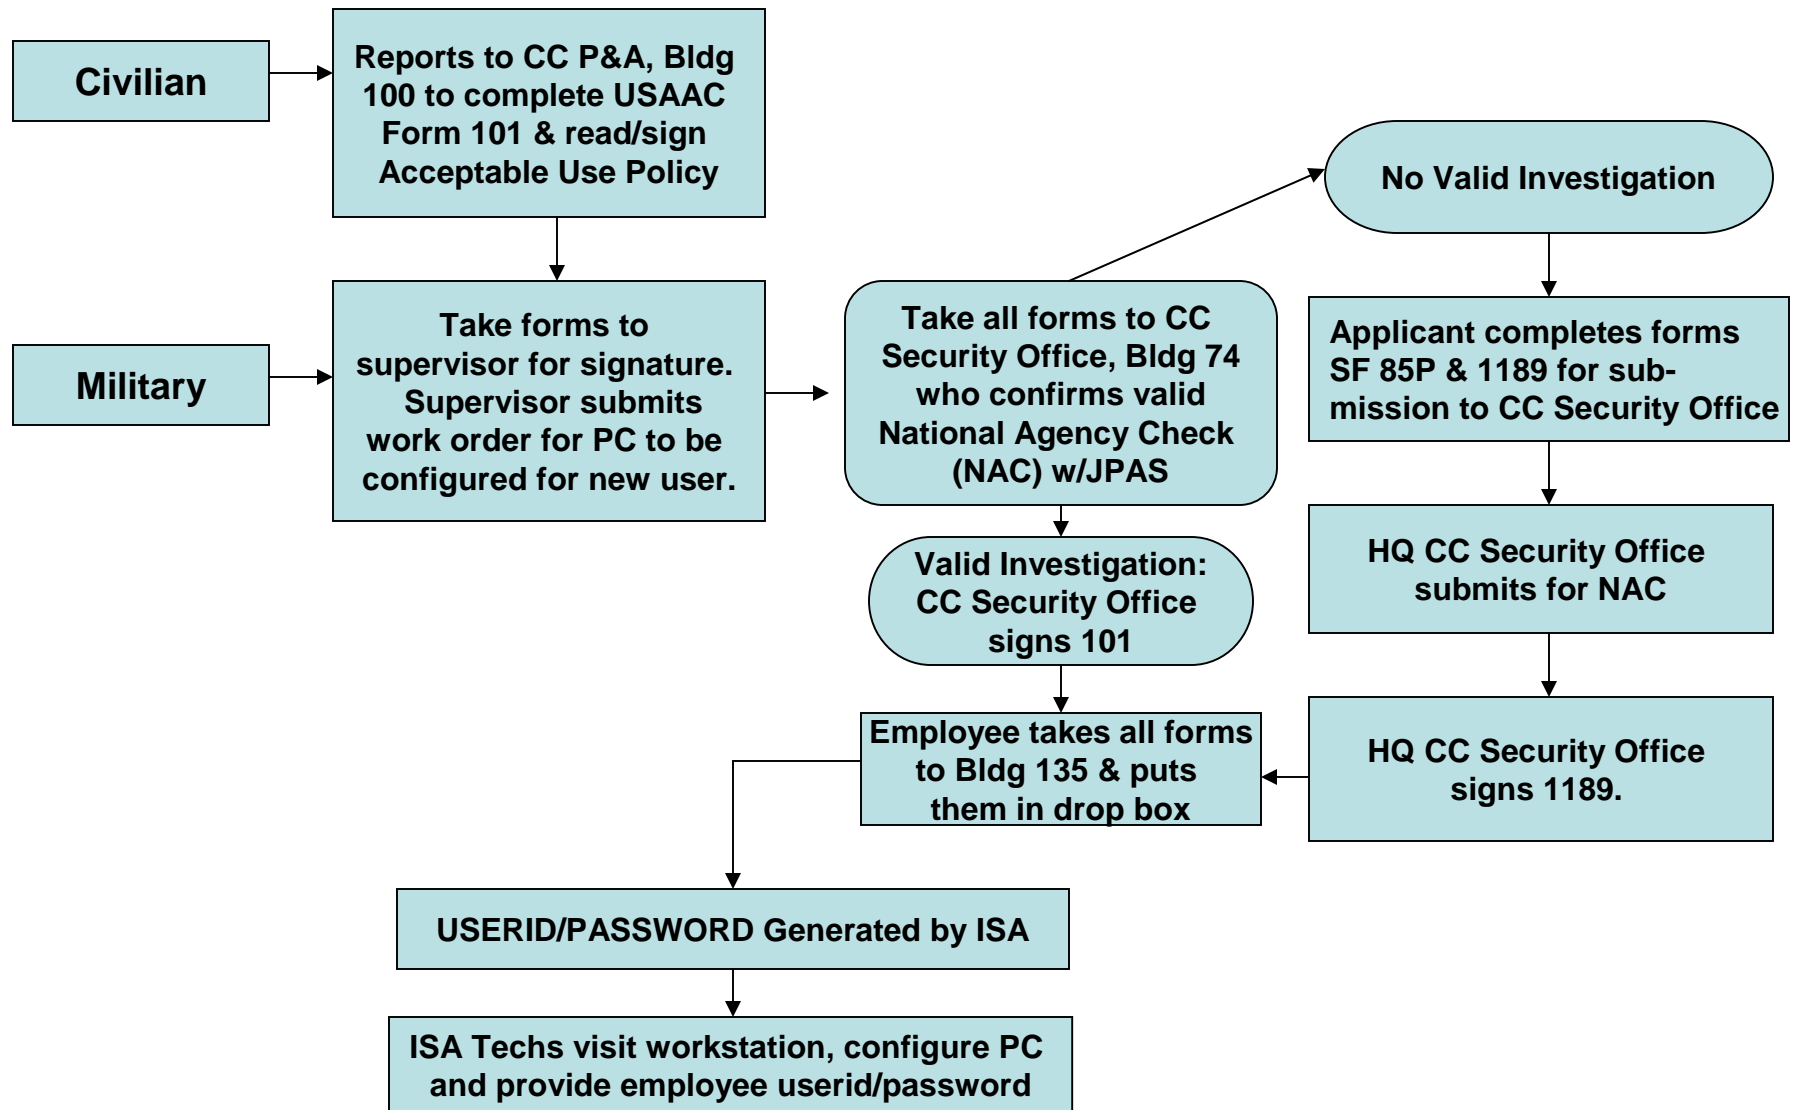 Civilian
Reports to CC P&A, Bldg
100 to complete USAAC
Form 101 & read/sign
Acceptable Use Policy
Military
Take forms to
supervisor for signature.
Supervisor submits
work order for PC to be
configured for new user.
Take all forms to CC
Security Office, Bldg 74
who confirms valid
National Agency Check
(NAC) w/JPAS
No Valid Investigation
Applicant completes forms
SF 85P & 1189 for sub-
mission to CC Security Office
HQ CC Security Office
submits for NAC
HQ CC Security Office
signs 1189.
Valid Investigation:
CC Security Office
signs 101
Employee takes all forms
to Bldg 135 & puts
them in drop box
USERID/PASSWORD Generated by ISA
ISA Techs visit workstation, configure PC
and provide employee userid/password